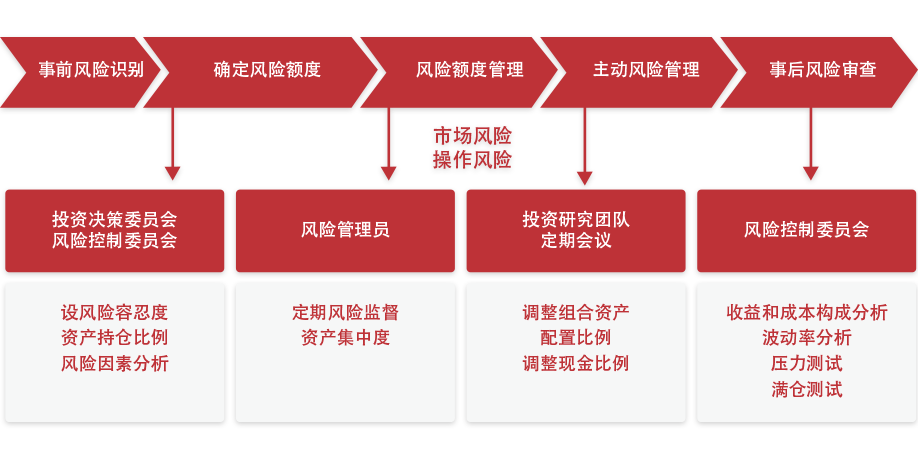 事前风险识别
确定风险额度
风险额度管理
主动风险管理
事后风险审查
市场风险
操作风险
投资决策委员会
风险控制委员会
风险管理员
投资研究团队
定期会议
风险控制委员会
设风险容忍度
资产持仓比例
风险因素分析
定期风险监督
资产集中度
调整组合资产
配置比例
调整现金比例
收益和成本构成分析
波动率分析
压力测试
满仓测试